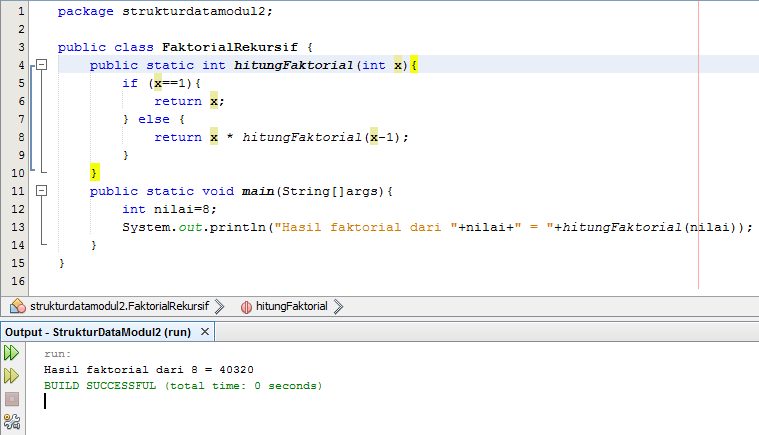 1 package strukturdatamodul2;
2
3 public class FaktorialRekursif {
4 public static int hitungFaktorial(int x){
5 if (x==1){
6 return x;
7 } else {
8 return x * hitungFaktorial(x-1);
9 }
10 }
11 public static void main(String[]args){
12 int nilai=8;
13 System.out.println("Hasil faktorial dari "+nilai+" = "+hitungFaktorial(nilai));
14 }
15 }
16
strukturdatamodul2.FaktorialRekursif hitungFaktorial
Output - StrukturDataModul2 (run) ×
run:
Hasil faktorial dari 8 = 40320
BUILD SUCCESSFUL (total time: 0 seconds)